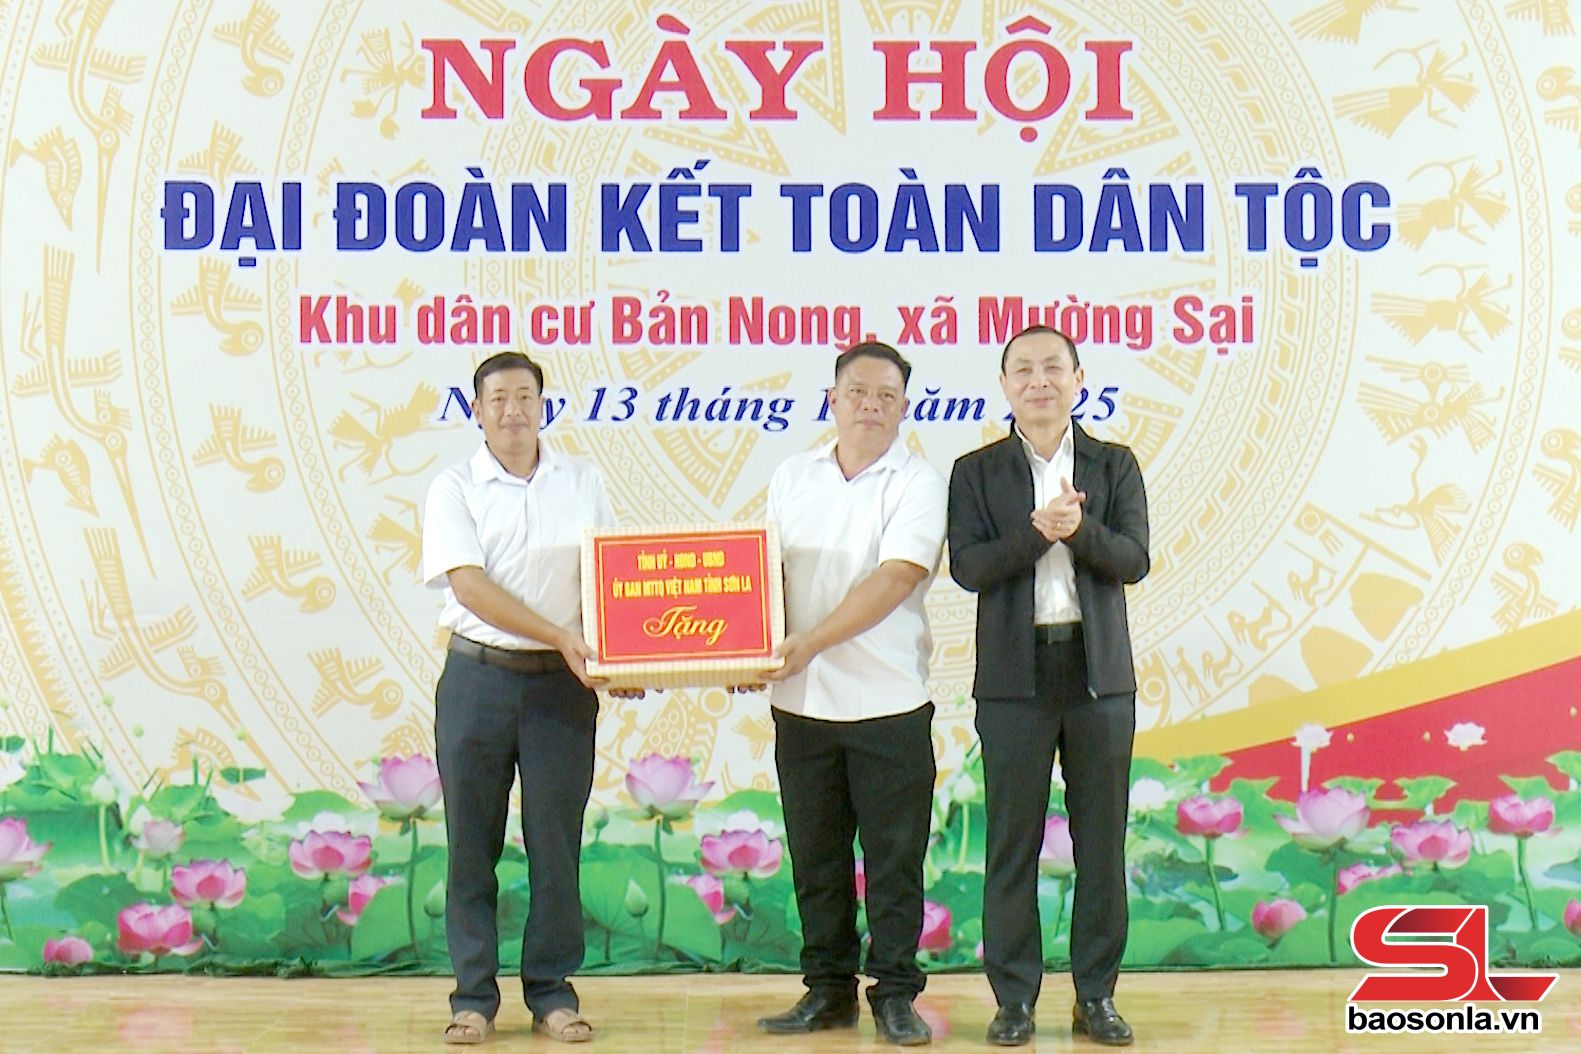 NGÀY HỘI
ĐẠI ĐOÀN KẾT TOÀN DÂN TỘC
Khu dân cư Bản Nong, xã Mường Sại
13 tháng năm
TỈNH UỶ - HĐND - UBND
ỦY BAN MTTQ VIỆT NAM TỈNH SƠN LA
Tặng
SL
baosonla.vn